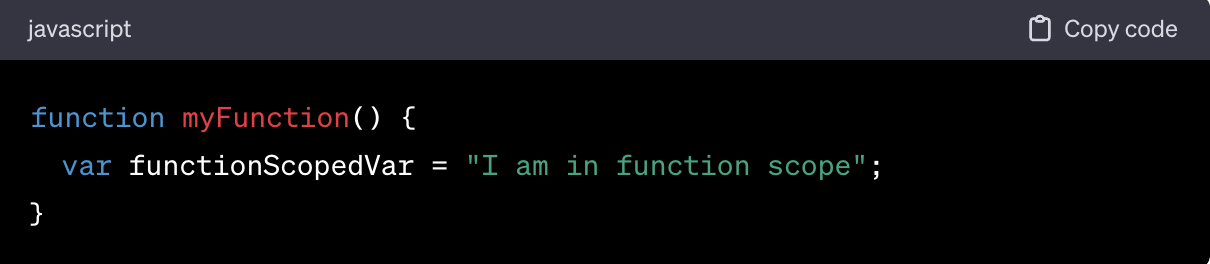 javascript
Copy code
function myFunction() {
  var functionScopedVar = "I am in function scope";
}